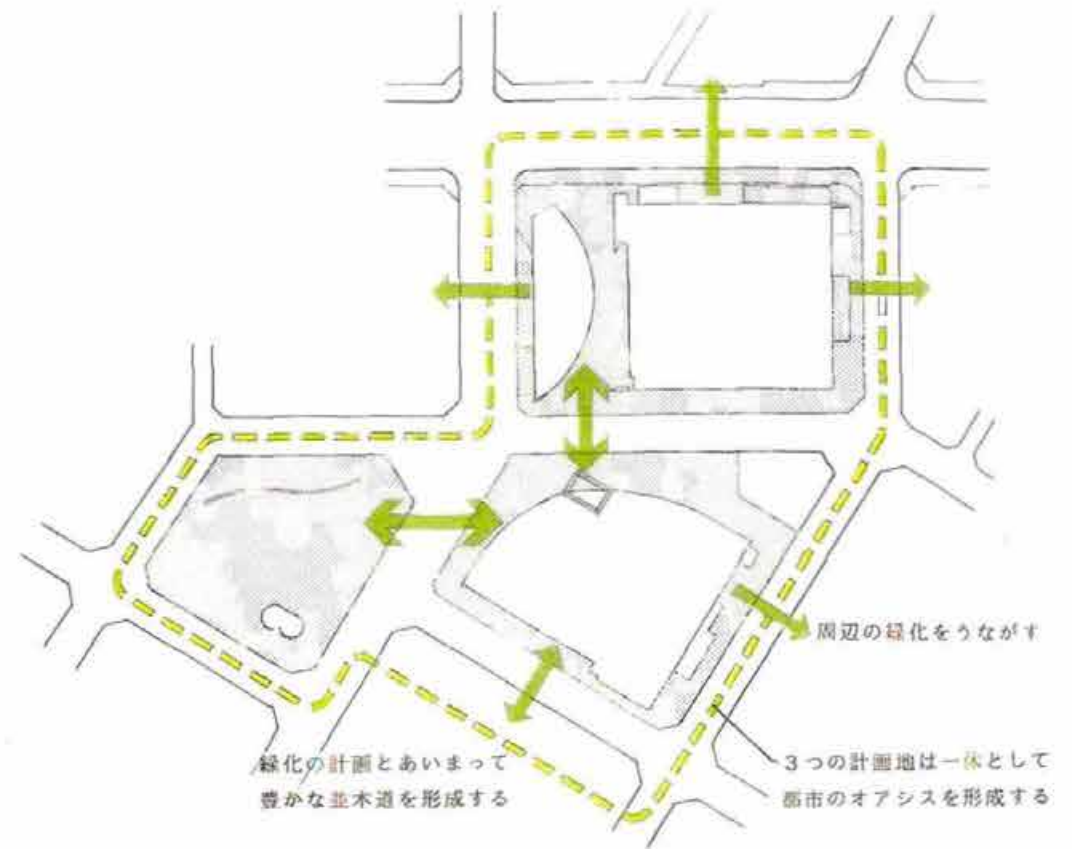 周辺の緑化をうながす
緑化の計画とあいまって
豊かな並木道を形成する
3つの計画地は一体として
都市のオアシスを形成する